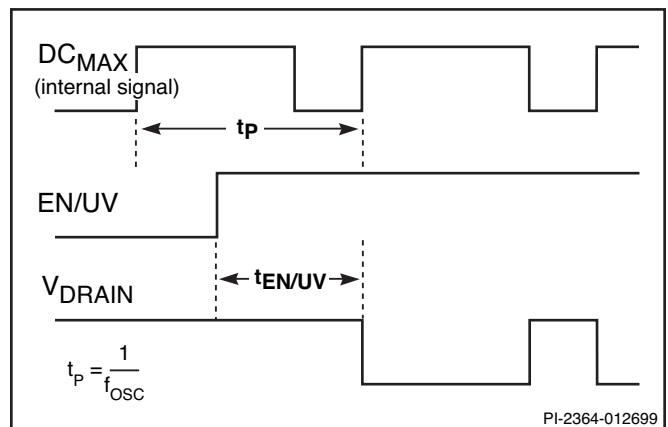 DCMAX
(internal signal)
tP
EN/UV
tEN/UV
VDRAIN
tP = 1/fOSC
PI-2364-012699